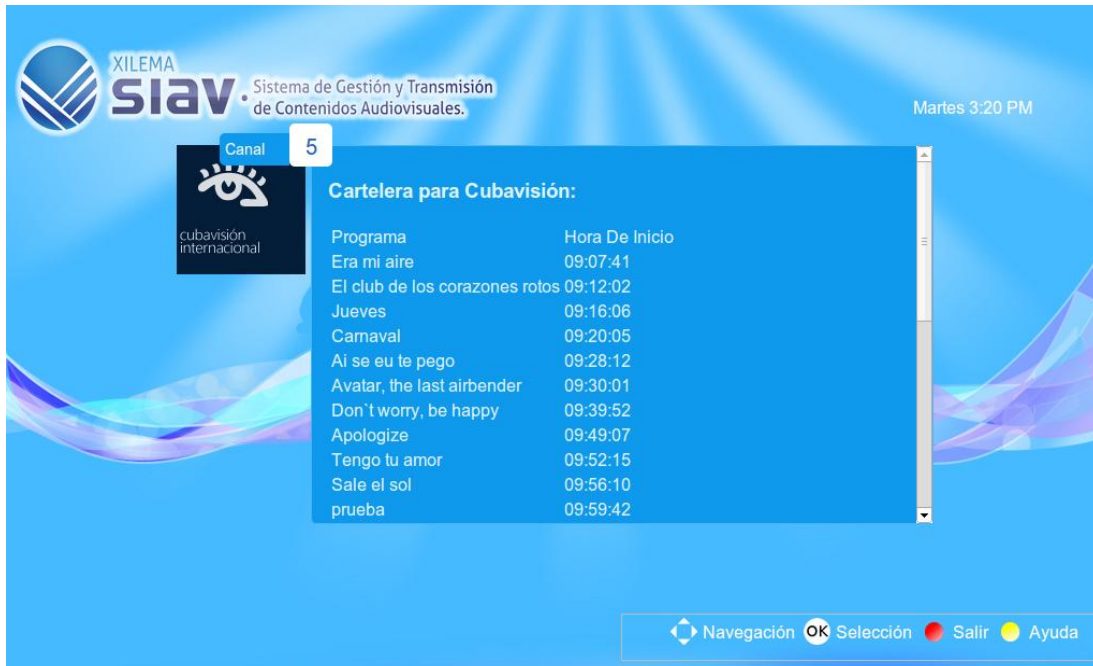 XILEMA
SIAV. Sistema de Gestión y Transmisión
de Contenidos Audiovisuales.
Martes 3:20 PM
Canal 5
cubavisión
internacional
Cartelera para Cubavisión:
Programa Hora De Inicio
Era mi aire 09:07:41
El club de los corazones rotos 09:12:02
Jueves 09:16:06
Carnaval 09:20:05
Ai se eu te pego 09:28:12
Avatar, the last airbender 09:30:01
Don`t worry, be happy 09:39:52
Apologize 09:49:07
Tengo tu amor 09:52:15
Sale el sol 09:56:10
prueba 09:59:42
Navegación OK Selección Salir Ayuda